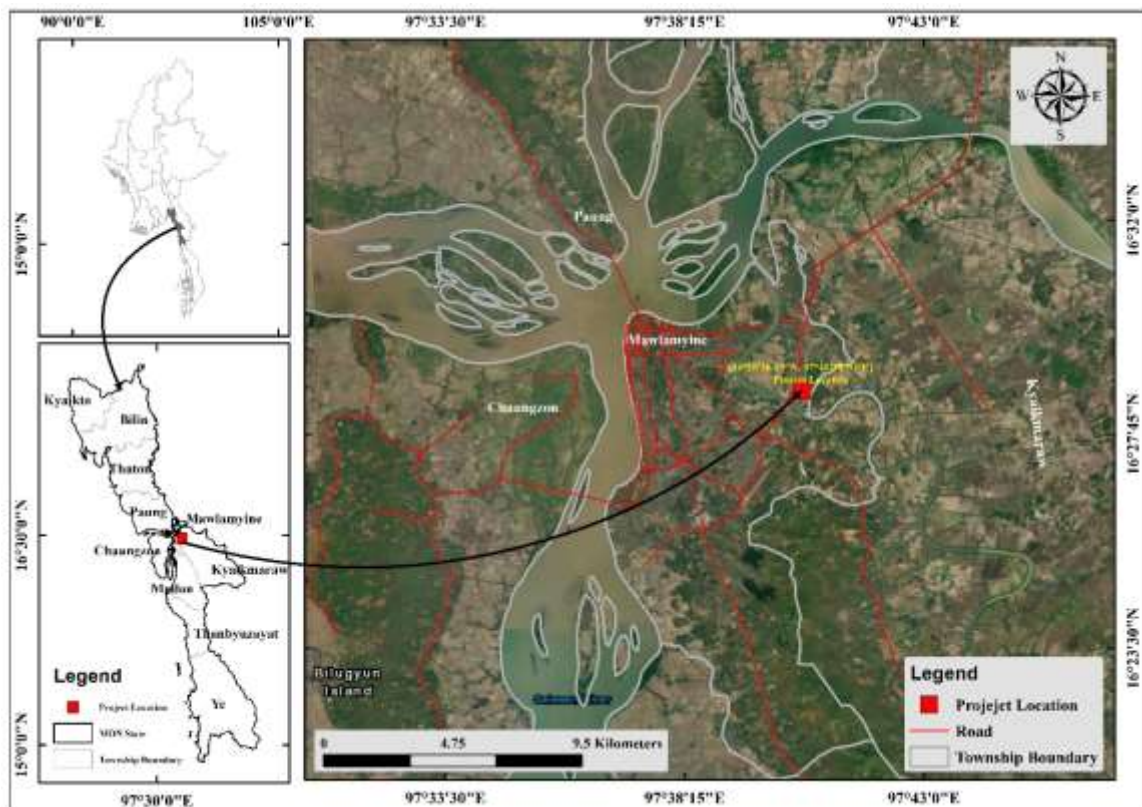 90°0'0"E
105°0'0"E
15°0'0"N
Kyaikto
Bilin
Thaton
Paung
Mawlamyine
Chaungzon
Kyaikmaraw
Mudon
Thanbyuzayat
Ye
Legend
Projcet Location
MON State
Township Boundary
16°30'0"N
15°0'0"N
97°30'0"E
97°33'30"E
97°38'15"E
97°43'0"E
N
W
E
S
Paung
Mawlamyine
Project Location
Chaungzon
Kyaikmaraw
Bilugyun
Island
0
4.75
9.5 Kilometers
Legend
Projejct Location
Road
Township Boundary
16°32'0"N
16°27'45"N
16°23'30"N
97°33'30"E
97°38'15"E
97°43'0"E